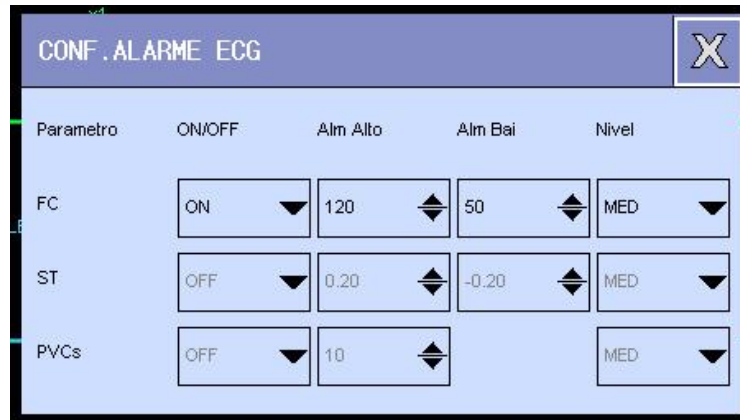 x1
CONF.ALARME ECG X
Parametro ON/OFF Alm Alto Alm Bai Nivel
FC ON 120 50 MED
ST OFF 0.20 -0.20 MED
PVCs OFF 10 MED